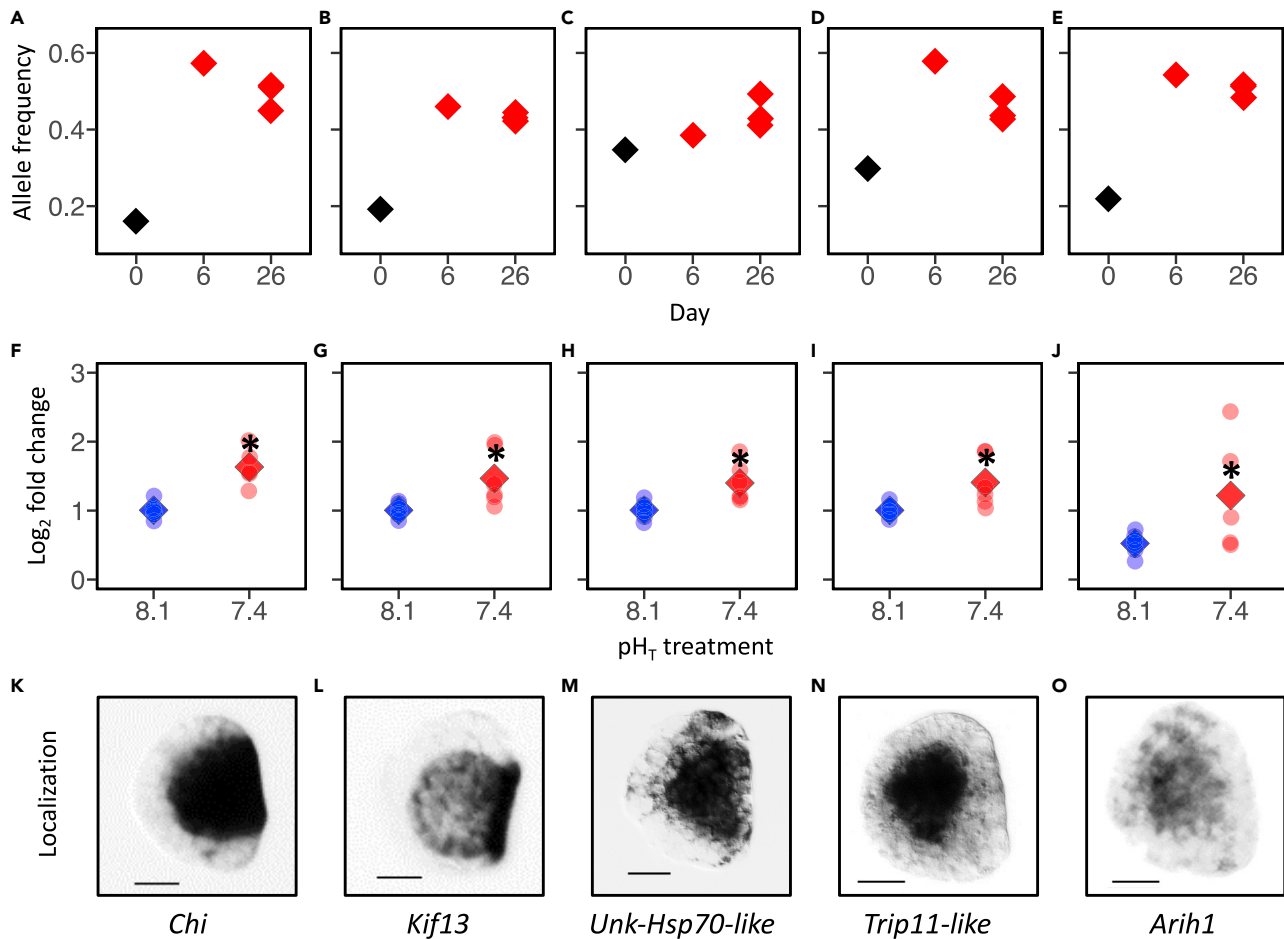 A B C D E
Allele frequency
0.6
0.4
0.2
0 6 26 0 6 26 0 6 26 0 6 26 0 6 26
Day
F G H I J
Log2 fold change
3
2
* * * * *
1
0
8.1 7.4 8.1 7.4 8.1 7.4 8.1 7.4 8.1 7.4
pHT treatment
K L M N O
Localization
Chi Kif13 Unk-Hsp70-like Trip11-like Arih1